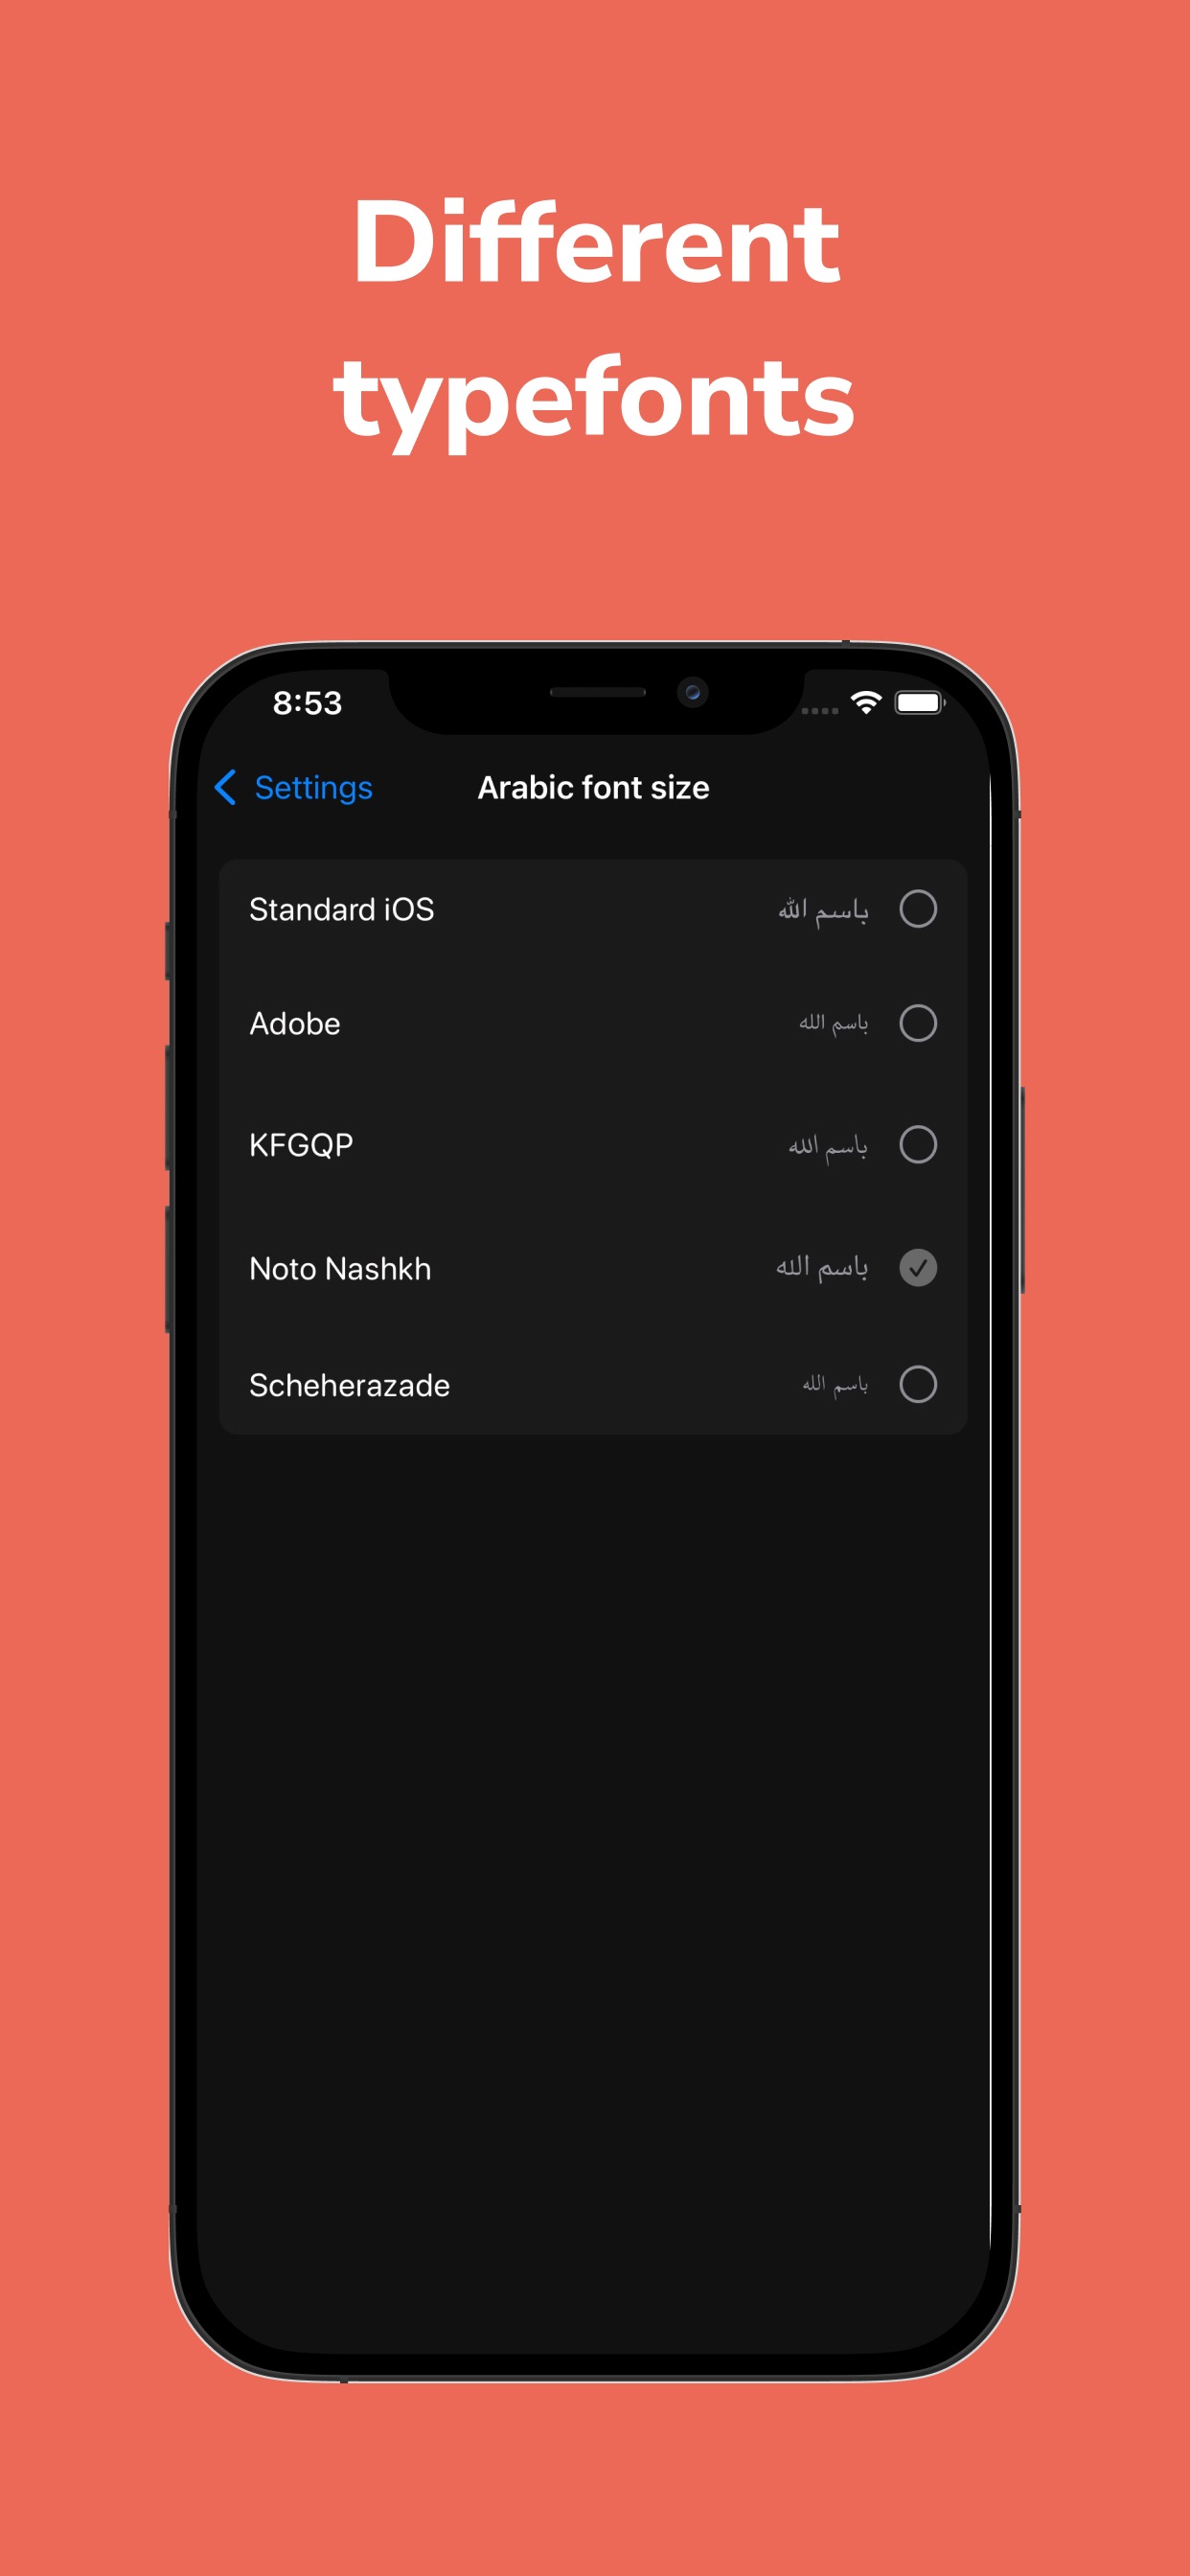 Different
typefonts
8:53
Settings
Arabic font size
Standard iOS
باسم الله
Adobe
باسم الله
KFGQP
باسم الله
Noto Nashkh
باسم الله
Scheherazade
باسم الله